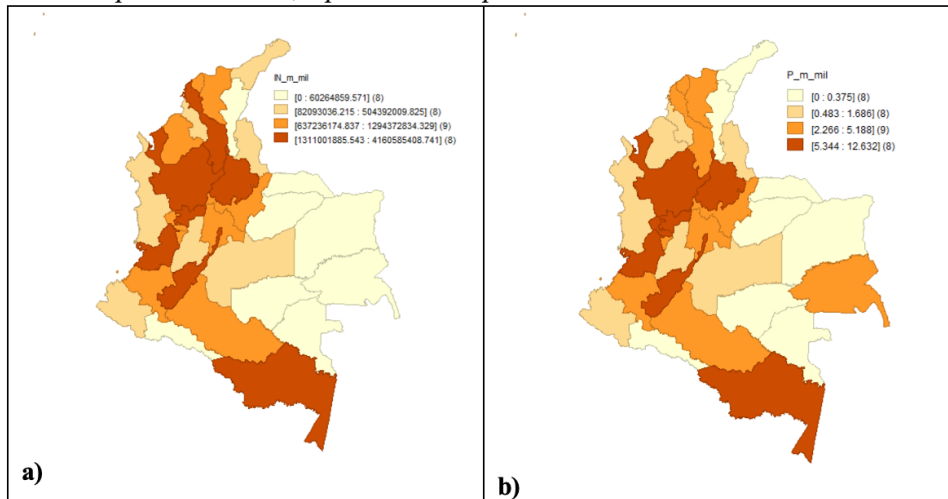 IN_m_mil
[0 : 60264859.571] (8)
[82093036.215 : 504392009.825] (8)
[637236174.837 : 1294372834.329] (9)
[1311001885.543 : 4160585408.741] (8)
a)
P_m_mil
[0 : 0.375] (8)
[0.483 : 1.686] (8)
[2.266 : 5.188] (9)
[5.344 : 12.632] (8)
b)